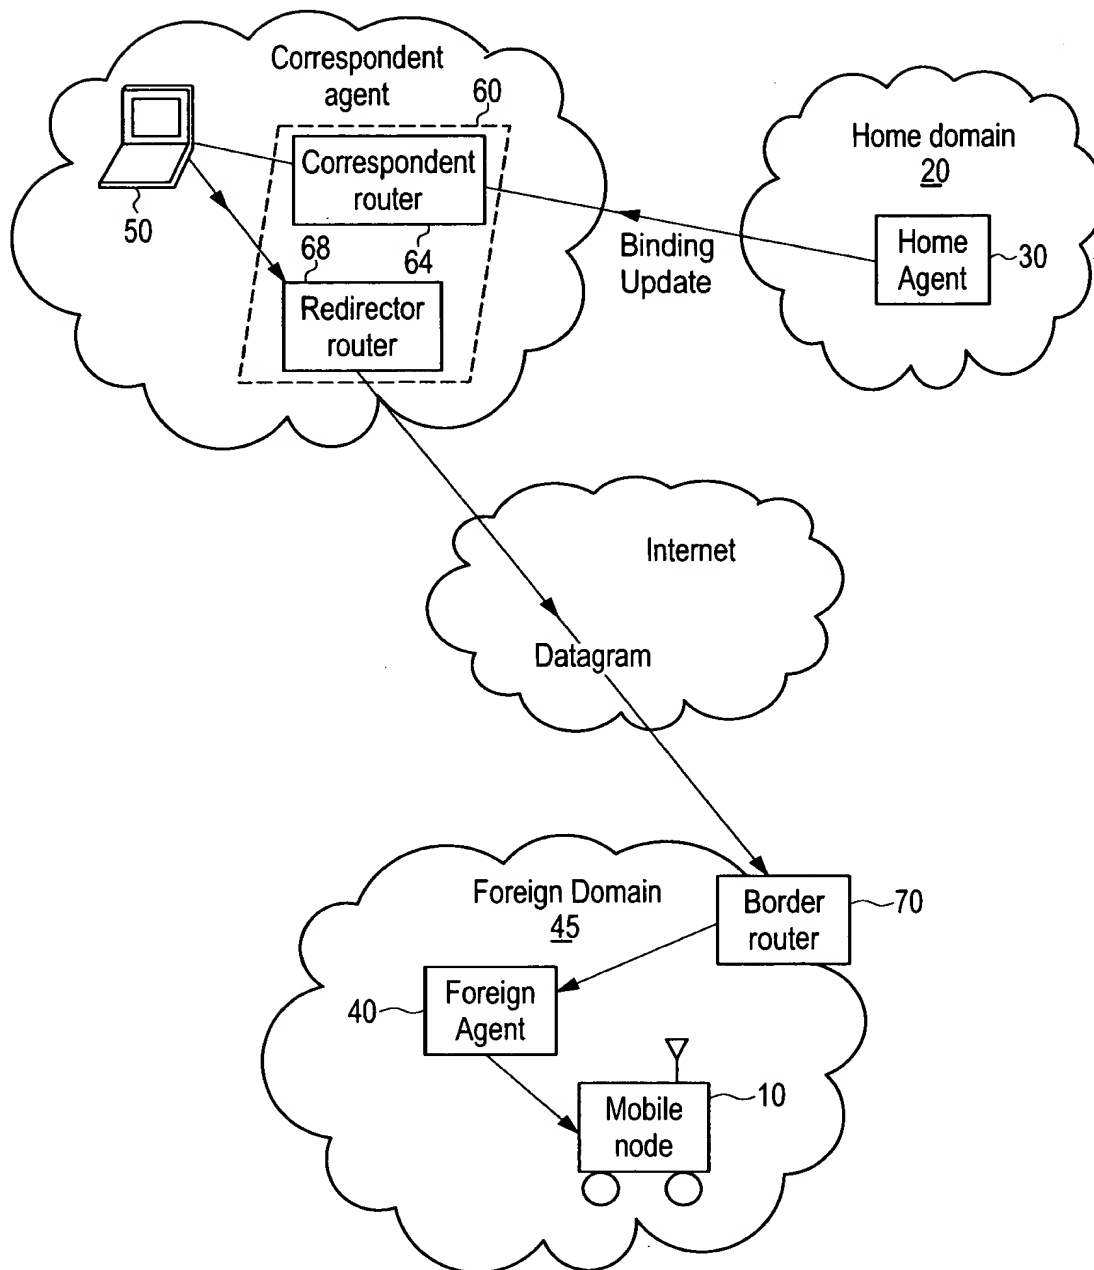 Correspondent
agent
60
Correspondent
router
50
68
64
Redirector
router
Home domain
20
Home
Agent
30
Binding
Update
Internet
Datagram
Foreign Domain
45
Border
router
70
40
Foreign
Agent
10
Mobile
node